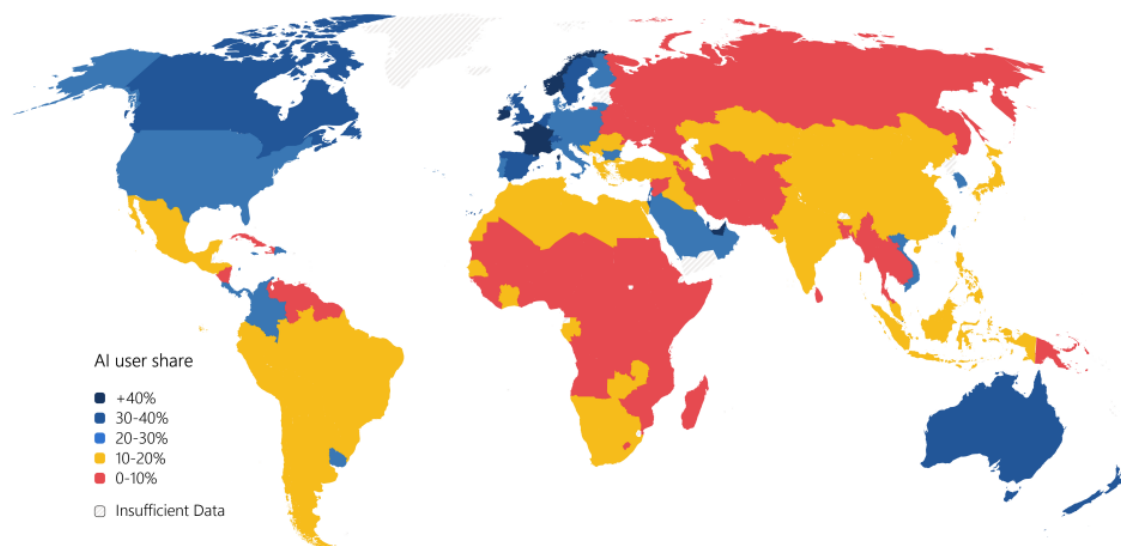 AI user share
+40%
30-40%
20-30%
10-20%
0-10%
Insufficient Data